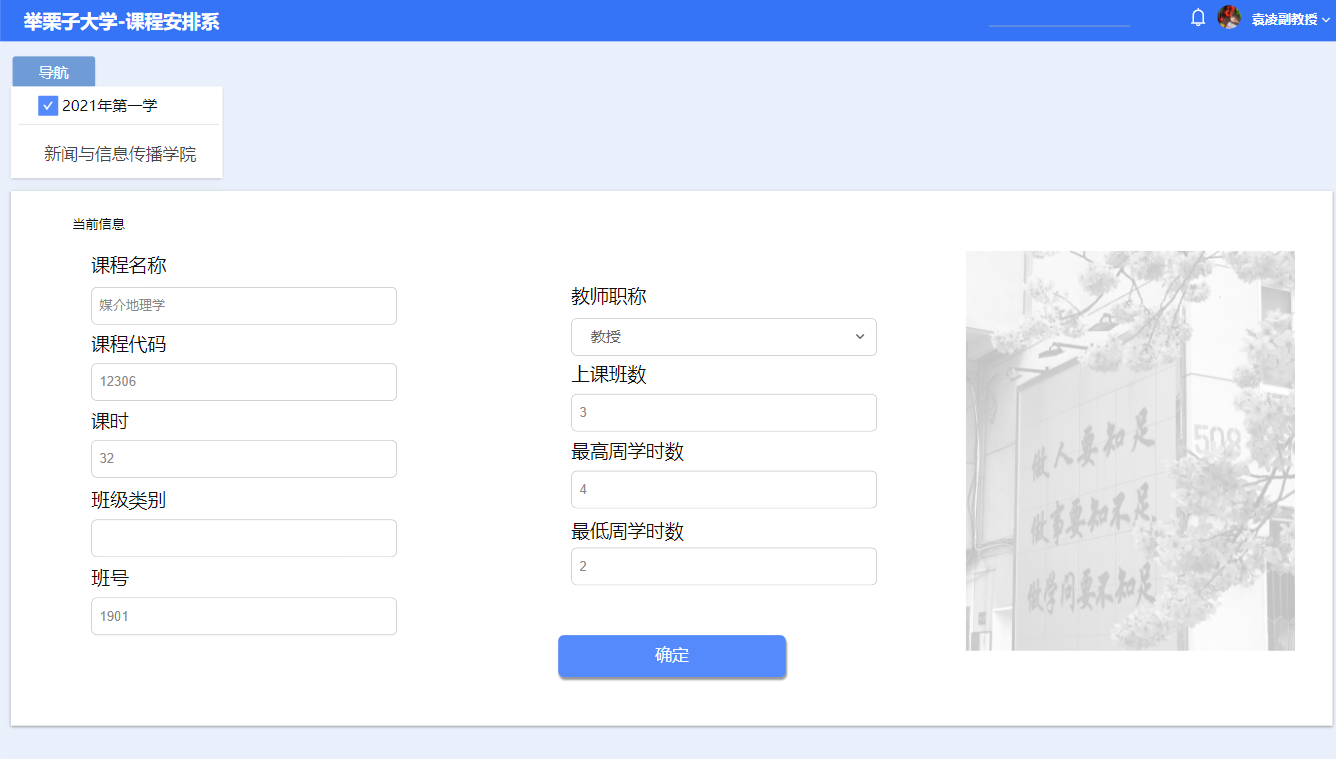 举栗子大学-课程安排系
袁凌副教授
导航
2021年第一学
新闻与信息传播学院
当前信息
课程名称
媒介地理学
课程代码
12306
课时
32
班级类别
班号
1901
教师职称
教授
上课班数
3
最高周学时数
4
最低周学时数
2
确定
做人要知足
做事要知不足
做学问要不知足
508